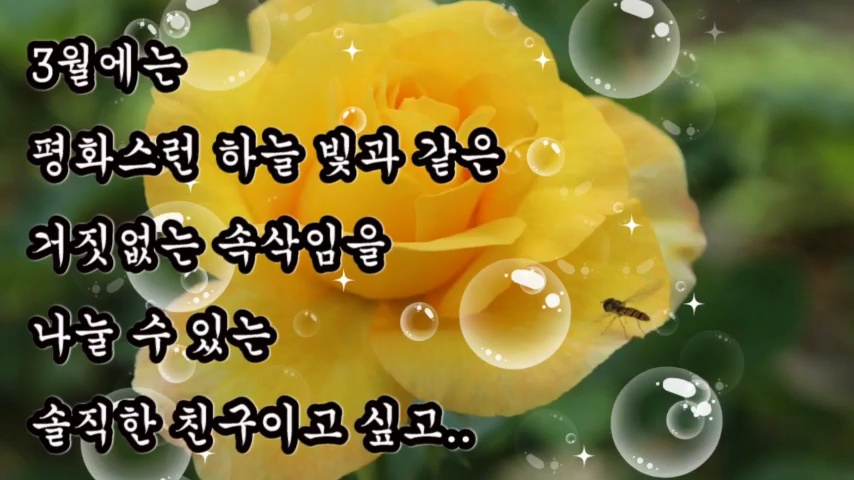 3월에는
평화스런 하늘 빛과 같은
거짓없는 속삭임을
나눌 수 있는
솔직한 친구이고 싶고..